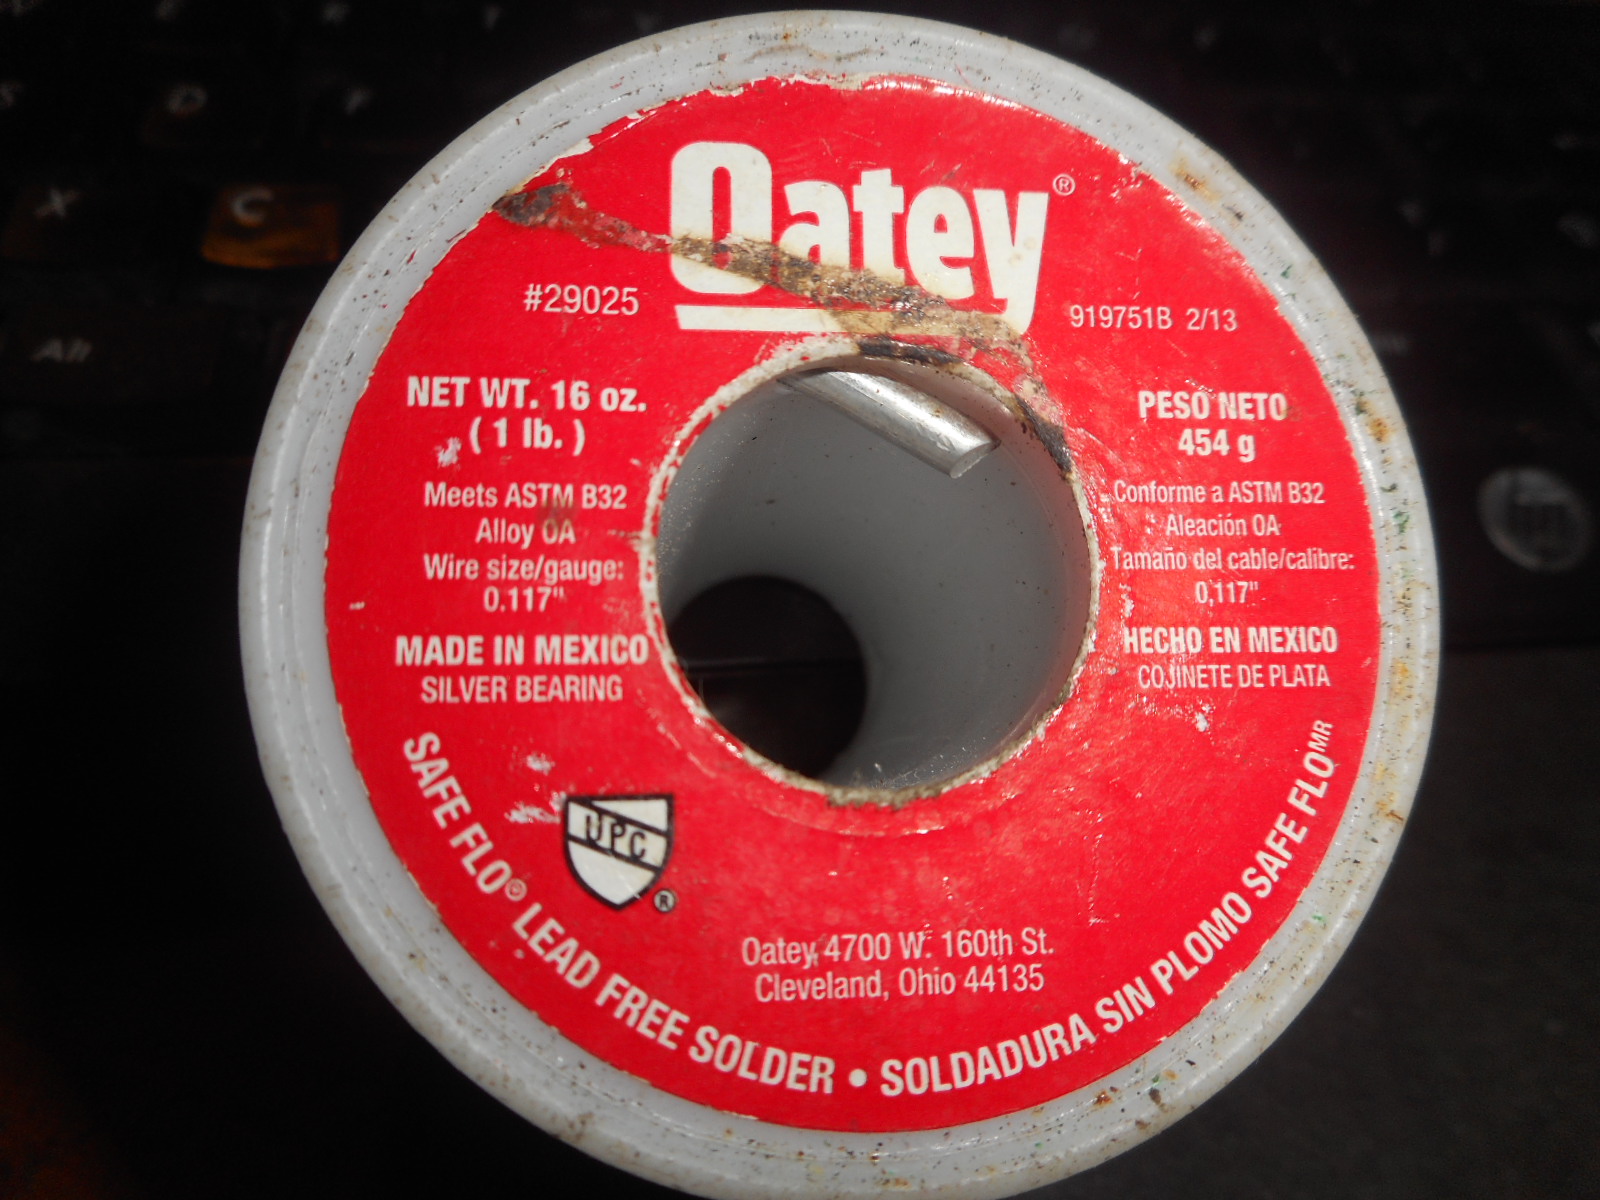 Oatey®
#29025
919751B 2/13
NET WT. 16 oz.
( 1 lb. )
Meets ASTM B32
Alloy OA
Wire size/gauge:
0.117"
MADE IN MEXICO
SILVER BEARING
PESO NETO
454 g
Conforme a ASTM B32
Aleación OA
Tamaño del cable/calibre:
0,117"
HECHO EN MEXICO
COJINETE DE PLATA
UPC®
Oatey, 4700 W. 160th St.
Cleveland, Ohio 44135
SAFE FLO® LEAD FREE SOLDER • SOLDADURA SIN PLOMO SAFE FLOMR
X
C
D
Alt